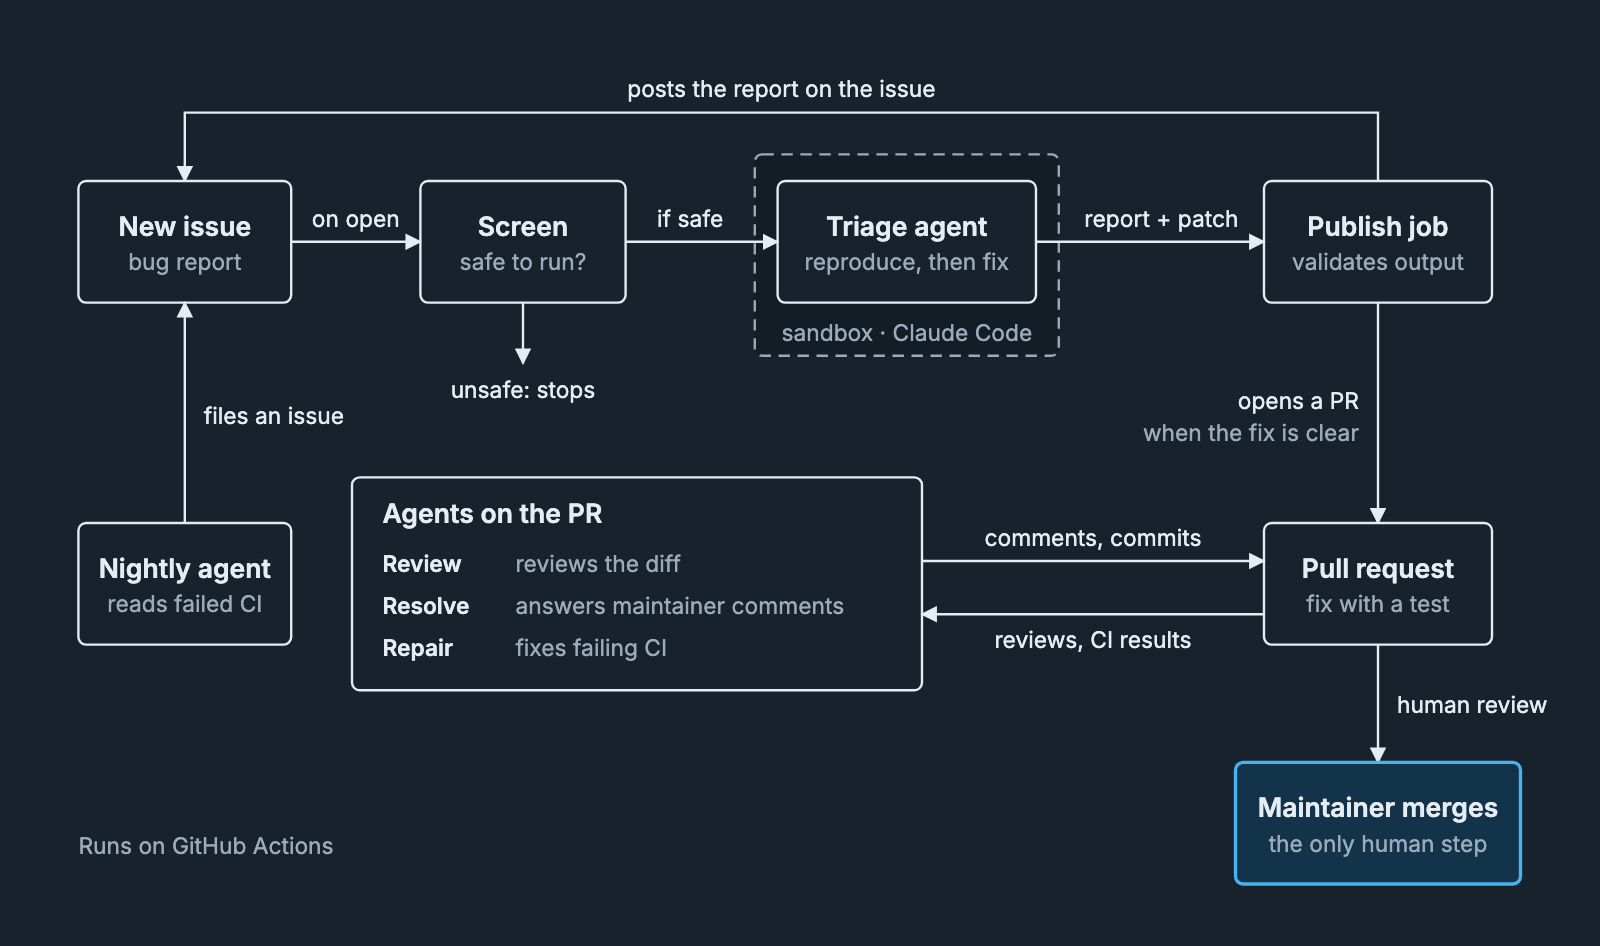 posts the report on the issue
New issue
bug report
on open
Screen
safe to run?
if safe
Triage agent
reproduce, then fix
sandbox · Claude Code
report + patch
Publish job
validates output
unsafe: stops
files an issue
opens a PR
when the fix is clear
Nightly agent
reads failed CI
Agents on the PR
Review reviews the diff
Resolve answers maintainer comments
Repair fixes failing CI
comments, commits
reviews, CI results
Pull request
fix with a test
human review
Maintainer merges
the only human step
Runs on GitHub Actions